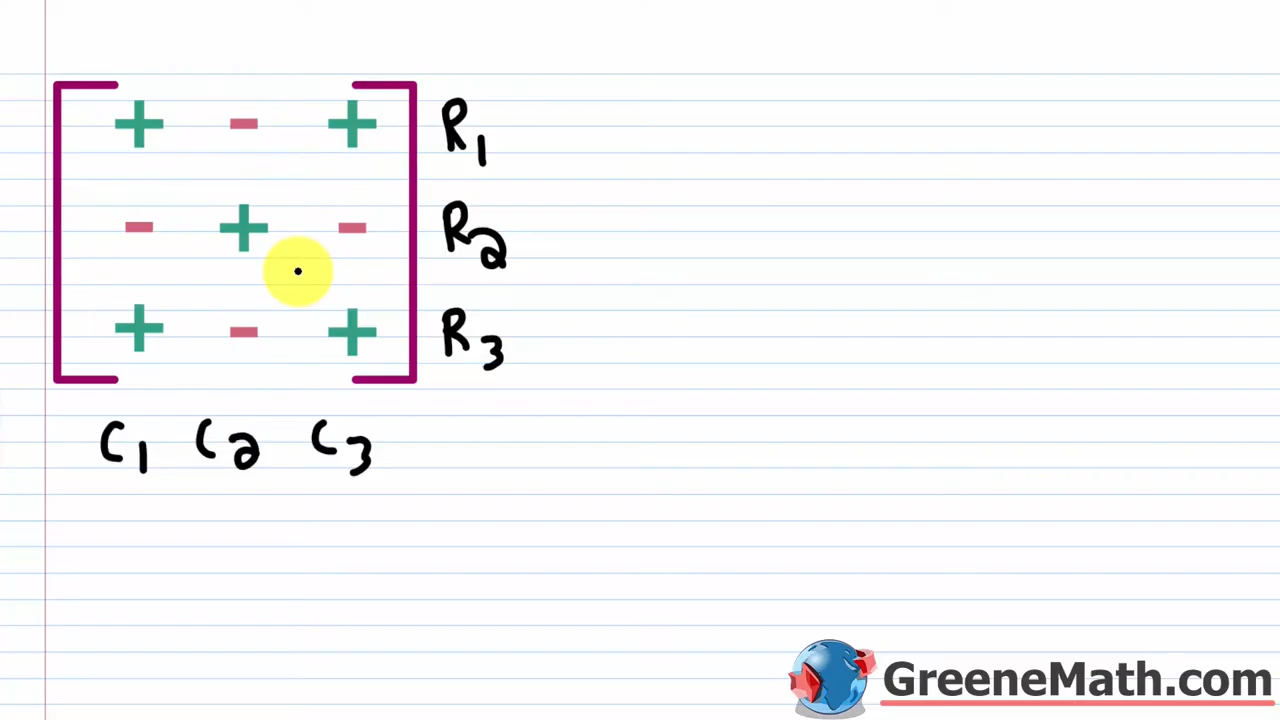 + - + R1
- + - R2
+ - + R3
C1 C2 C3
GreeneMath.com